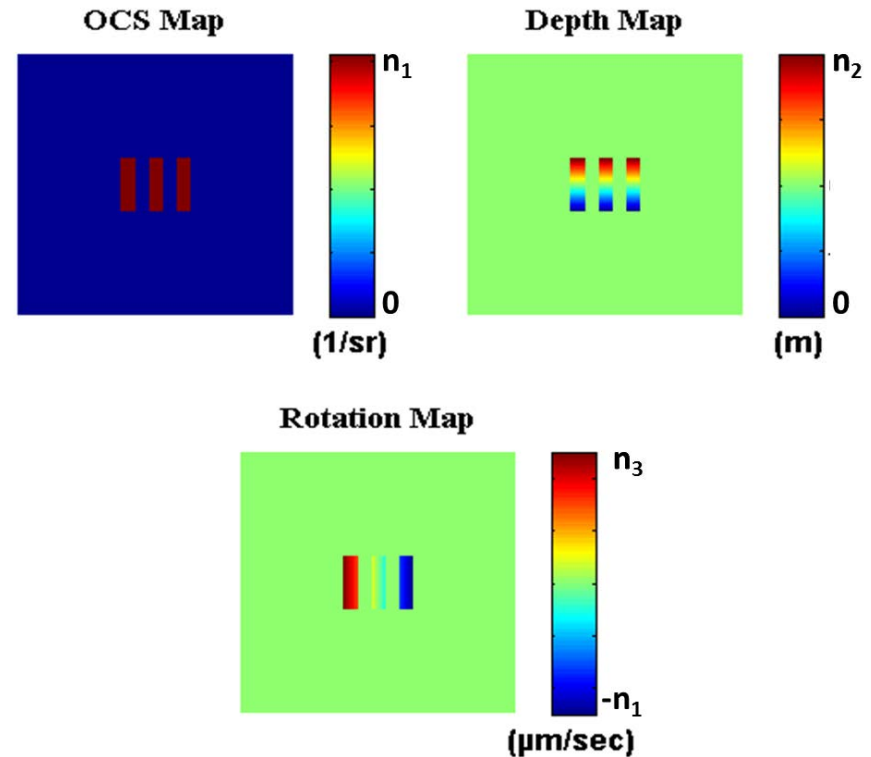 OCS Map
n₁
0
(1/sr)
Depth Map
n₂
0
(m)
Rotation Map
n₃
-n₁
(µm/sec)